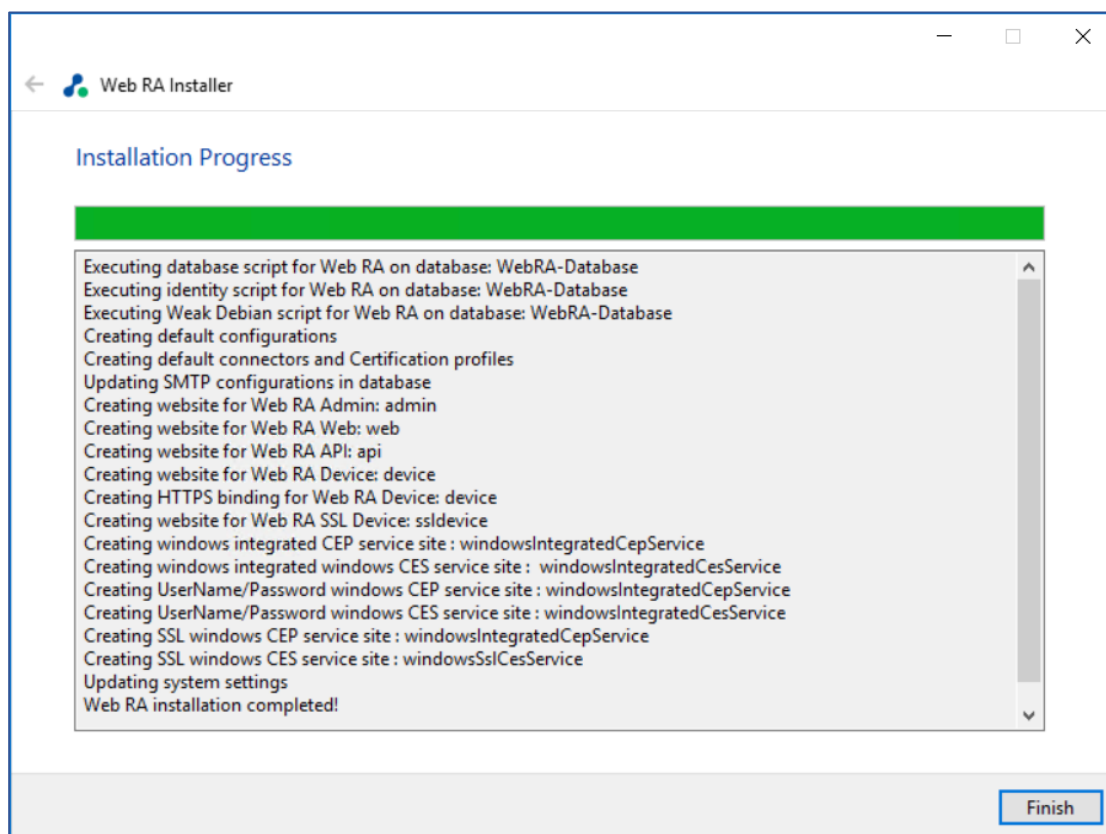 Web RA Installer
Installation Progress
Executing database script for Web RA on database: WebRA-Database
Executing identity script for Web RA on database: WebRA-Database
Executing Weak Debian script for Web RA on database: WebRA-Database
Creating default configurations
Creating default connectors and Certification profiles
Updating SMTP configurations in database
Creating website for Web RA Admin: admin
Creating website for Web RA Web: web
Creating website for Web RA API: api
Creating website for Web RA Device: device
Creating HTTPS binding for Web RA Device: device
Creating website for Web RA SSL Device: ssldevice
Creating windows integrated CEP service site : windowsIntegratedCepService
Creating windows integrated windows CES service site :  windowsIntegratedCesService
Creating UserName/Password windows CEP service site : windowsIntegratedCepService
Creating UserName/Password windows CES service site : windowsIntegratedCesService
Creating SSL windows CEP service site : windowsIntegratedCepService
Creating SSL windows CES service site : windowsSslCesService
Updating system settings
Web RA installation completed!
Finish